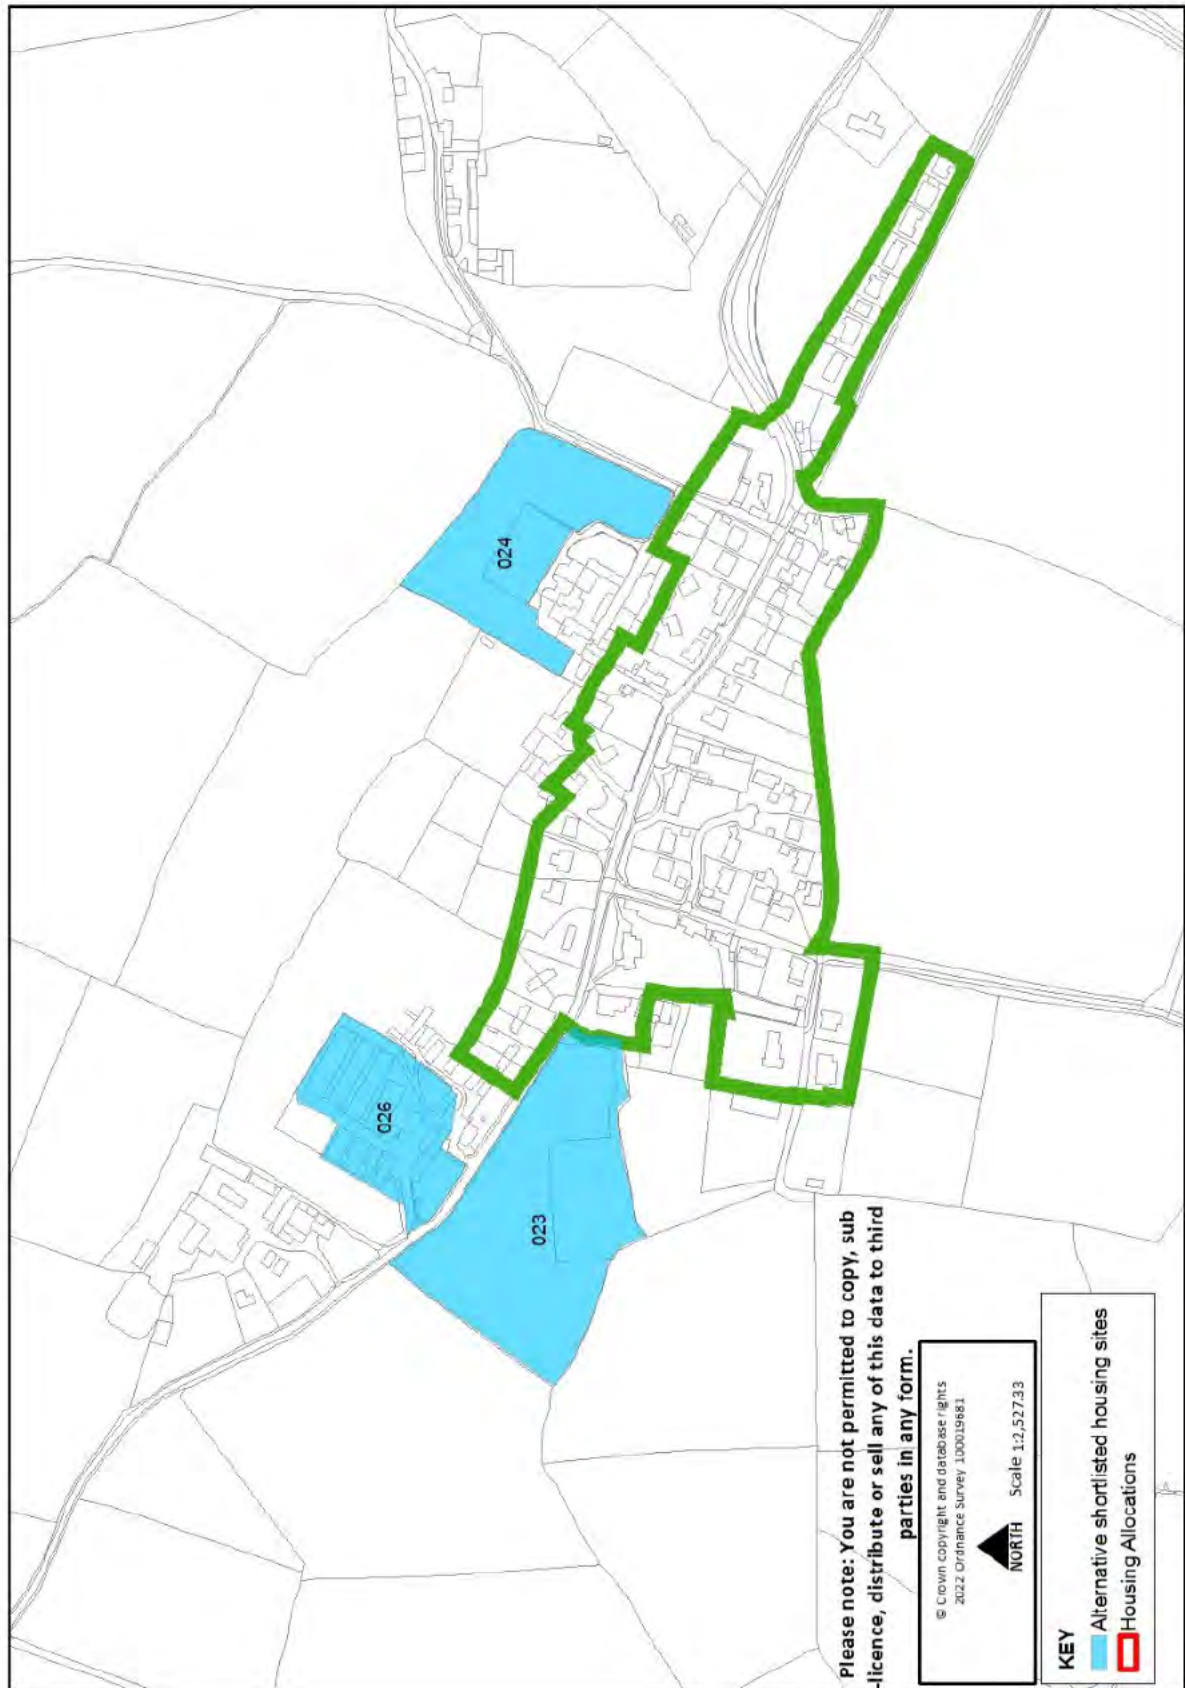 024
026
023
Please note: You are not permitted to copy, sub
-licence, distribute or sell any of this data to third
parties in any form.
© Crown copyright and database rights
2022 Ordnance Survey 100019681
NORTH Scale 1:2,527.33
KEY
Alternative shortlisted housing sites
Housing Allocations